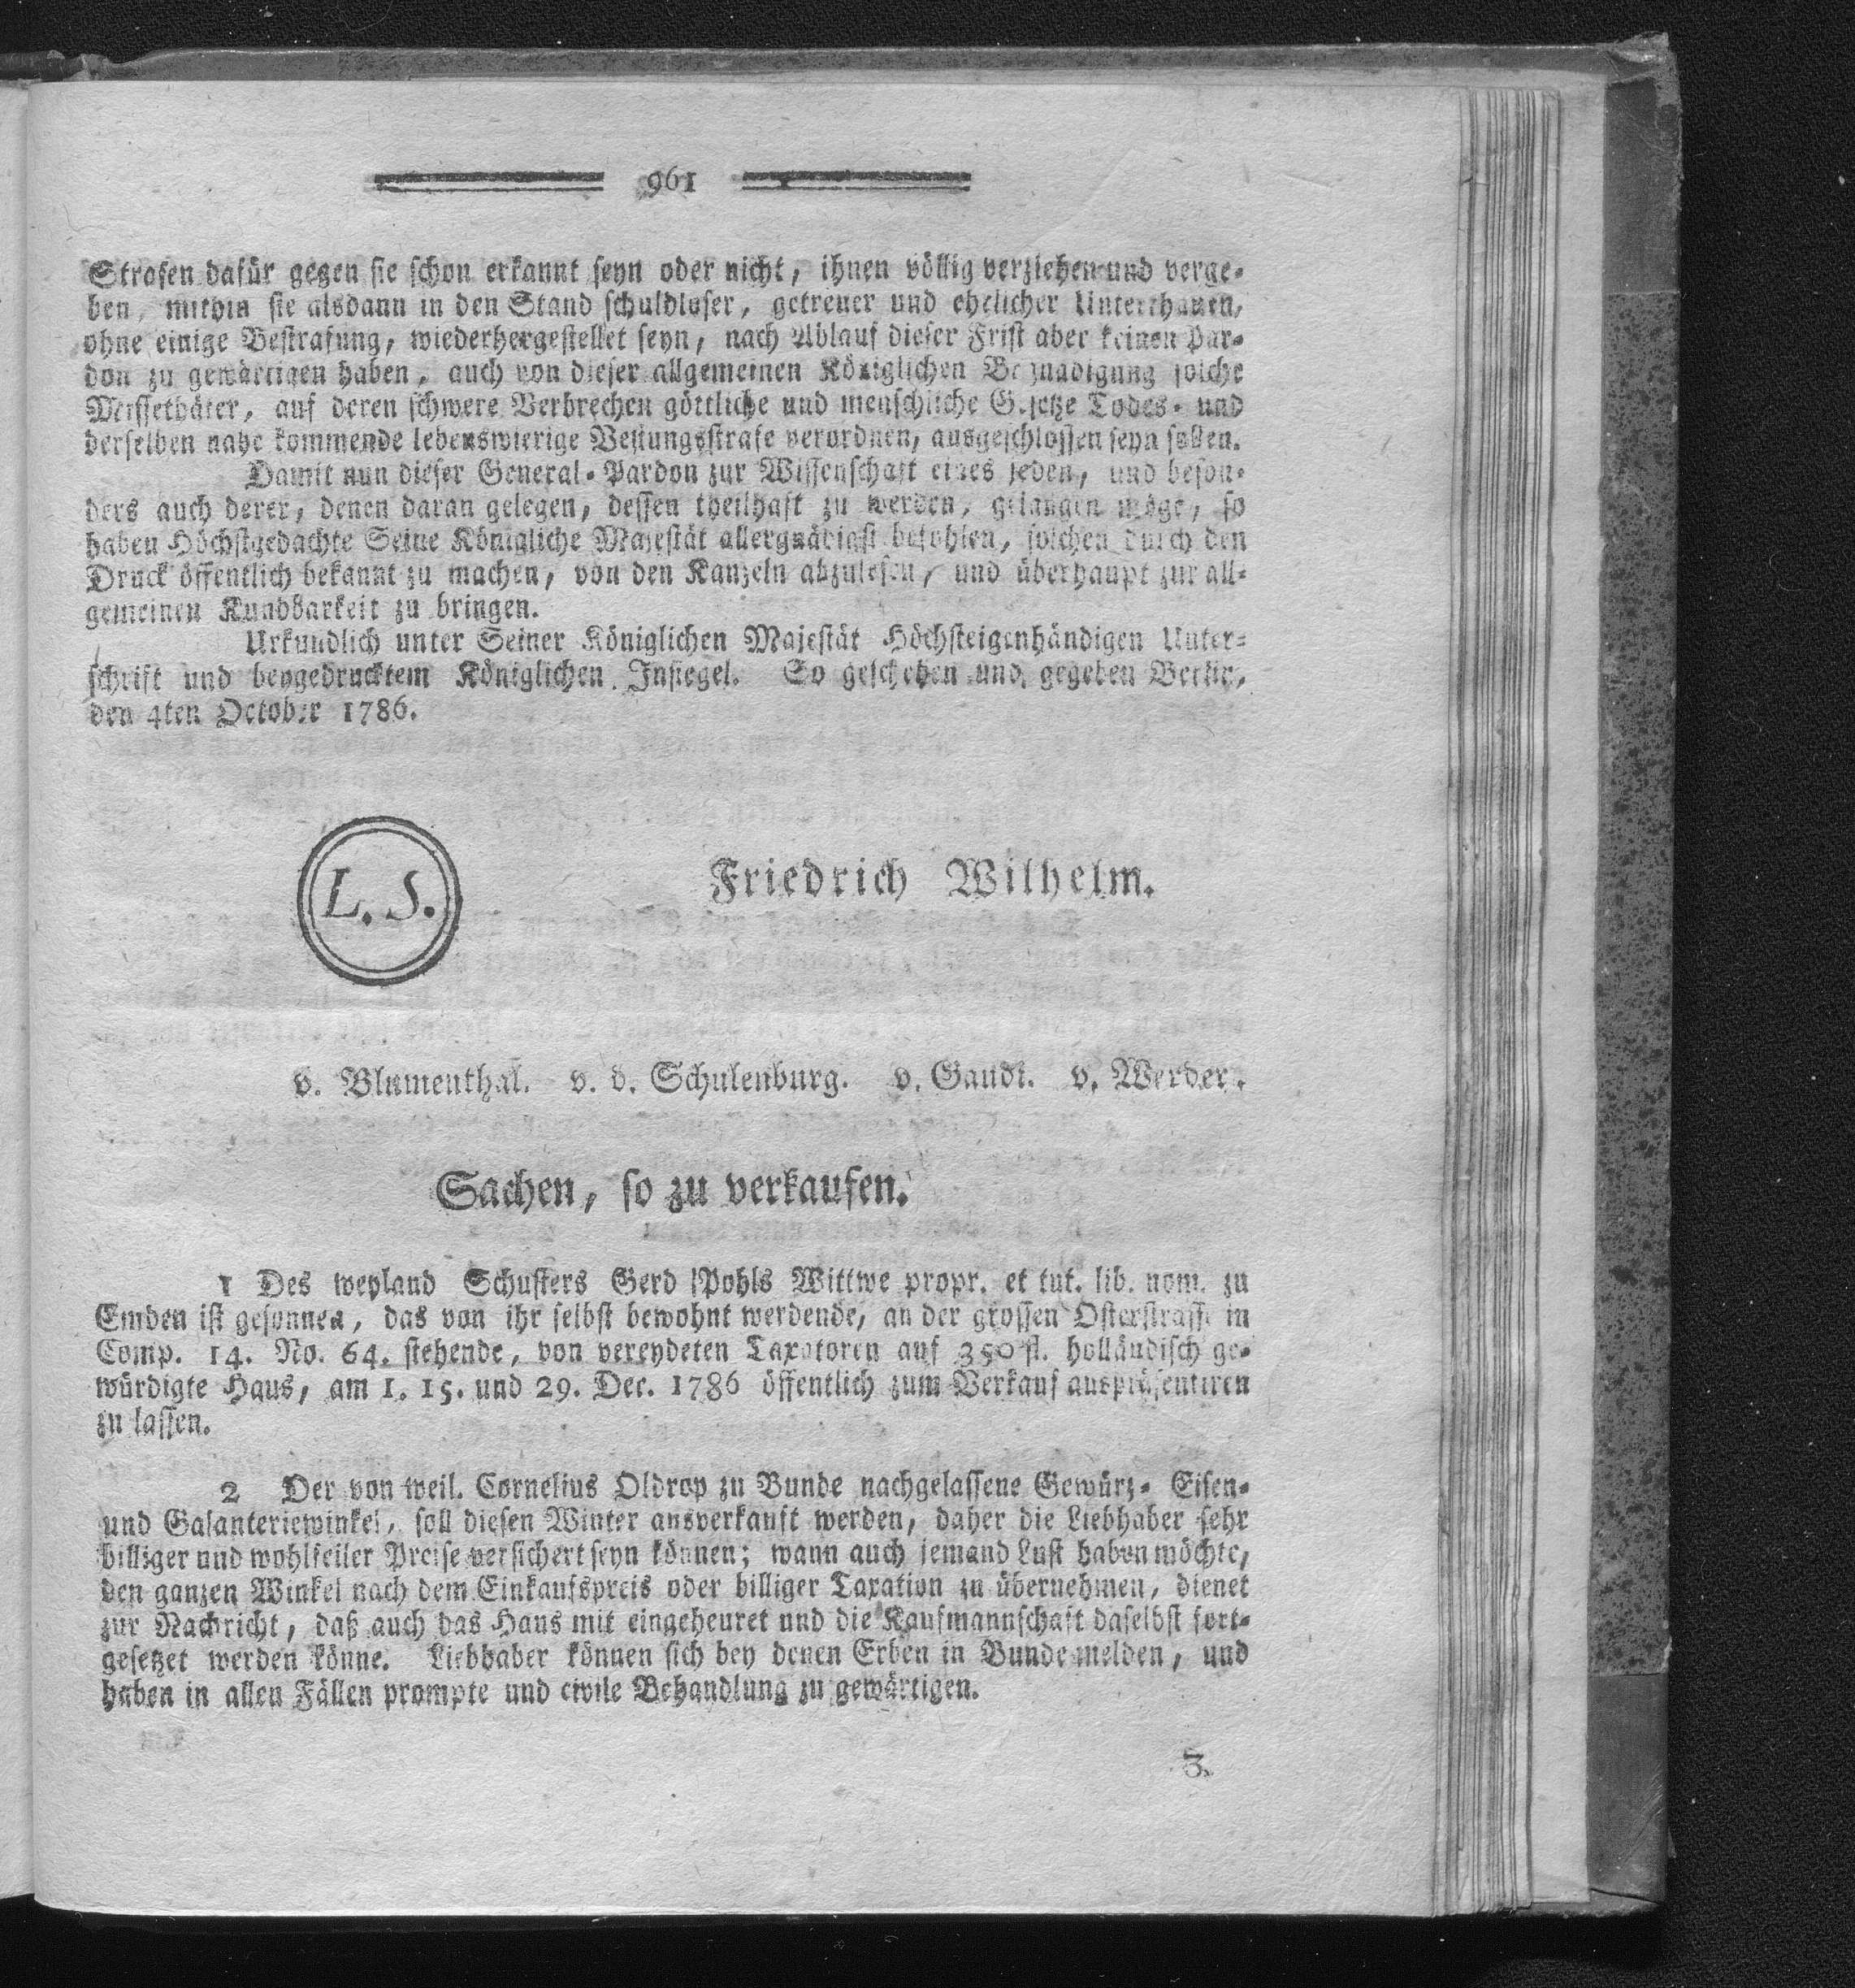 961
Strafen dafür gegen sie schon erkannt seyn oder nicht, ihnen völlig verziehen und verge-
ben, mithin sie alsdann in den Stand schuldloser, getreuer und ehrlicher Unterthanen,
ohne einige Bestrafung, wiederhergestellet seyn, nach Ablauf dieser Frist aber keinen Par-
don zu gewärtigen haben, auch von dieser allgemeinen Königlichen Begnadigung solche
Missethäter, auf deren schwere Verbrechen göttliche und menschliche Gesetze Todes- und
derselben nahe kommende lebenswierige Vestungsstrafe verordnen, ausgeschlossen seyn sollen.
Damit nun dieser General-Pardon zur Wissenschaft eines jeden, und beson-
ders auch derer, denen daran gelegen, dessen theilhaft zu werden, gelangen möge, so
haben Höchstgedachte Seine Königliche Majestät allergnädigst befohlen, solchen durch den
Druck öffentlich bekannt zu machen, von den Kanzeln abzulesen, und überhaupt zur all-
gemeinen Kundbarkeit zu bringen.
Urkundlich unter Seiner Königlichen Majestät Höchsteigenhändigen Unter-
schrift und beygedrucktem Königlichen Insiegel. So geschehen und gegeben Berlin,
den 4ten October 1786.
L. S.
Friedrich Wilhelm.
v. Blumenthal. v. d. Schulenburg. v. Gaudi. v. Werder.
Sachen, so zu verkaufen.
1 Des weyland Schusters Gerd Pohls Wittwe propr. et tut. lib. nom. zu
Emden ist gesonnen, das von ihr selbst bewohnt werdende, an der grossen Osterstrasse in
Comp. 14. No. 64. stehende, von vereydeten Taxatoren auf 350 fl. holländisch ge-
würdigte Haus, am 1. 15. und 29. Dec. 1786 öffentlich zum Verkauf auspräsentiren
zu lassen.
2 Der von weil. Cornelius Oldrop zu Bunde nachgelassene Gewürz- Eisen-
und Galanteriewinkel, soll diesen Winter ausverkauft werden, daher die Liebhaber sehr
billiger und wohlfeiler Preise versichert seyn können; wann auch jemand Lust haben möchte,
den ganzen Winkel nach dem Einkaufspreis oder billiger Taxation zu übernehmen, dienet
zur Nachricht, daß auch das Haus mit eingeheuret und die Kaufmannschaft daselbst fort-
gesetzet werden könne. Liebhaber können sich bey denen Erben in Bunde melden, und
haben in allen Fällen prompte und civile Behandlung zu gewärtigen.
3.